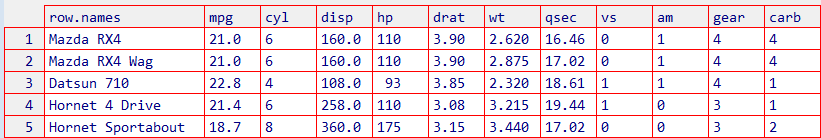 row.names mpg cyl disp hp drat wt qsec vs am gear carb
1 Mazda RX4 21.0 6 160.0 110 3.90 2.620 16.46 0 1 4 4
2 Mazda RX4 Wag 21.0 6 160.0 110 3.90 2.875 17.02 0 1 4 4
3 Datsun 710 22.8 4 108.0 93 3.85 2.320 18.61 1 1 4 1
4 Hornet 4 Drive 21.4 6 258.0 110 3.08 3.215 19.44 1 0 3 1
5 Hornet Sportabout 18.7 8 360.0 175 3.15 3.440 17.02 0 0 3 2